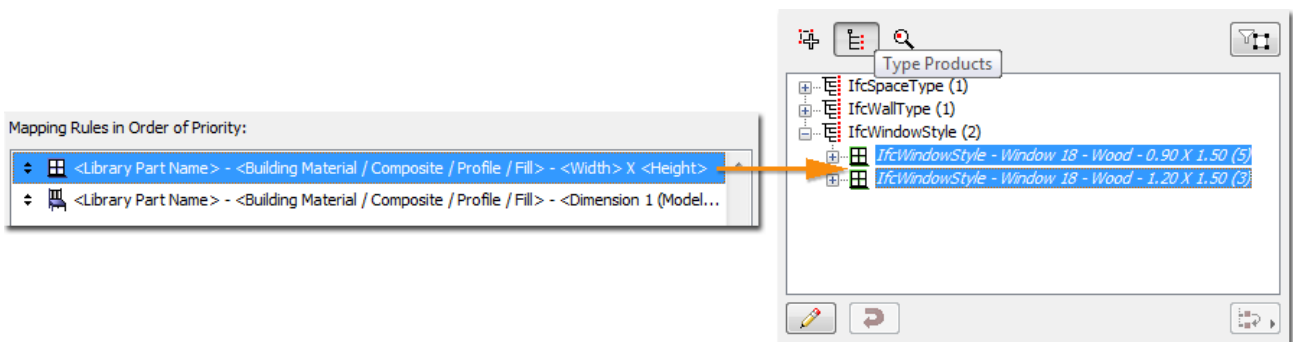 Mapping Rules in Order of Priority:
<Library Part Name> - <Building Material / Composite / Profile / Fill> - <Width> X <Height>
<Library Part Name> - <Building Material / Composite / Profile / Fill> - <Dimension 1 (Model...
Type Products
IfcSpaceType (1)
IfcWallType (1)
IfcWindowStyle (2)
IfcWindowStyle - Window 18 - Wood - 0.90 X 1.50 (5)
IfcWindowStyle - Window 18 - Wood - 1.20 X 1.50 (3)